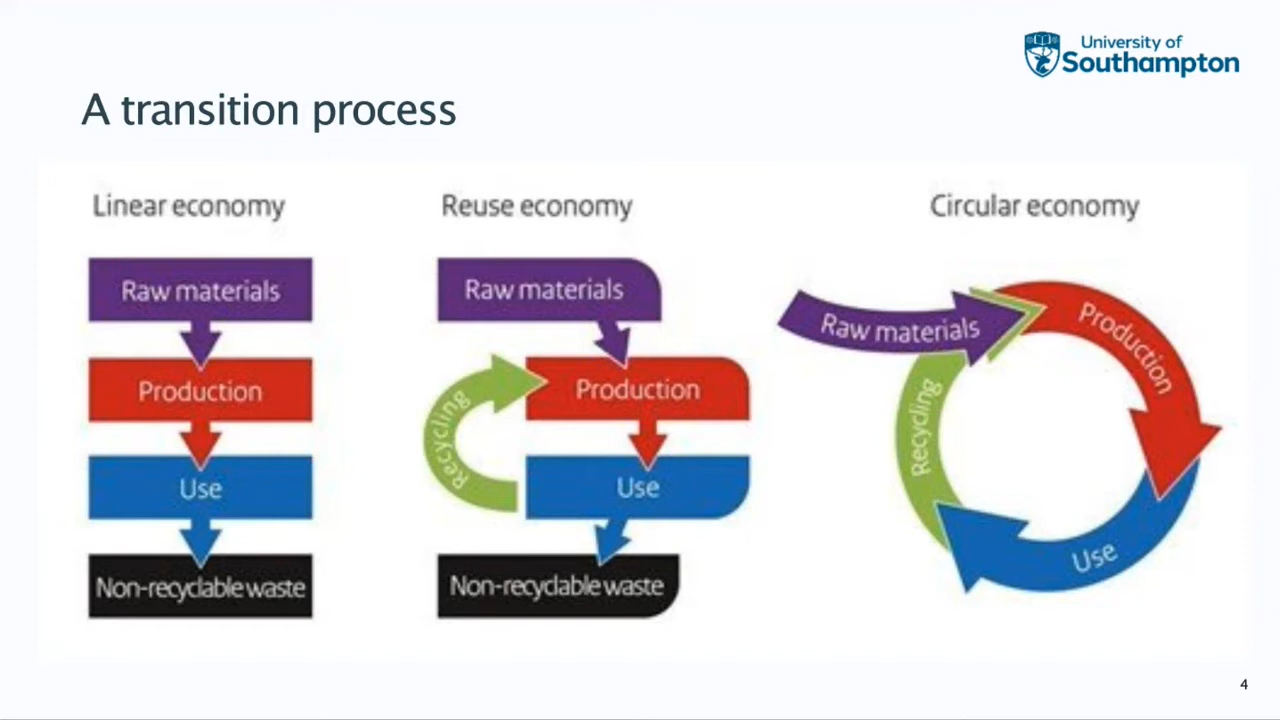 University of
Southampton
A transition process
Linear economy
Raw materials
Production
Use
Non-recyclable waste
Reuse economy
Raw materials
Production
Recycling
Use
Non-recyclable waste
Circular economy
Raw materials
Production
Recycling
Use
4